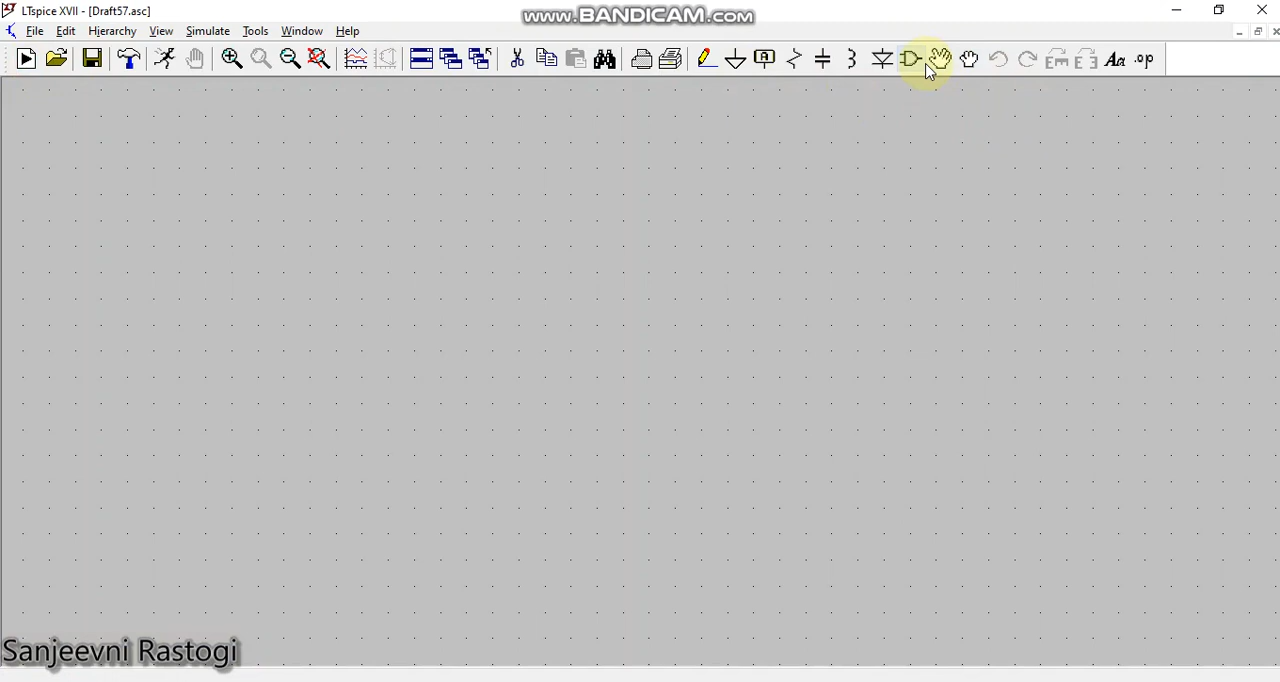 LTspice XVII - [Draft57.asc]
www.BANDICAM.com
File Edit Hierarchy View Simulate Tools Window Help
A Aa .op
Sanjeevni Rastogi